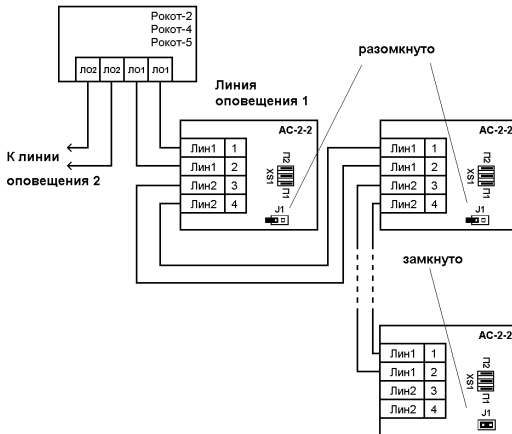 Рокот-2
Рокот-4
Рокот-5
ЛО2 ЛО2 ЛО1 ЛО1
разомкнуто
Линия
оповещения 1
К линии
оповещения 2
АС-2-2
Лин1 1
Лин1 2
Лин2 3
Лин2 4
П2
XS1
П1
J1
АС-2-2
Лин1 1
Лин1 2
Лин2 3
Лин2 4
П2
XS1
П1
J1
замкнуто
АС-2-2
Лин1 1
Лин1 2
Лин2 3
Лин2 4
П2
XS1
П1
J1